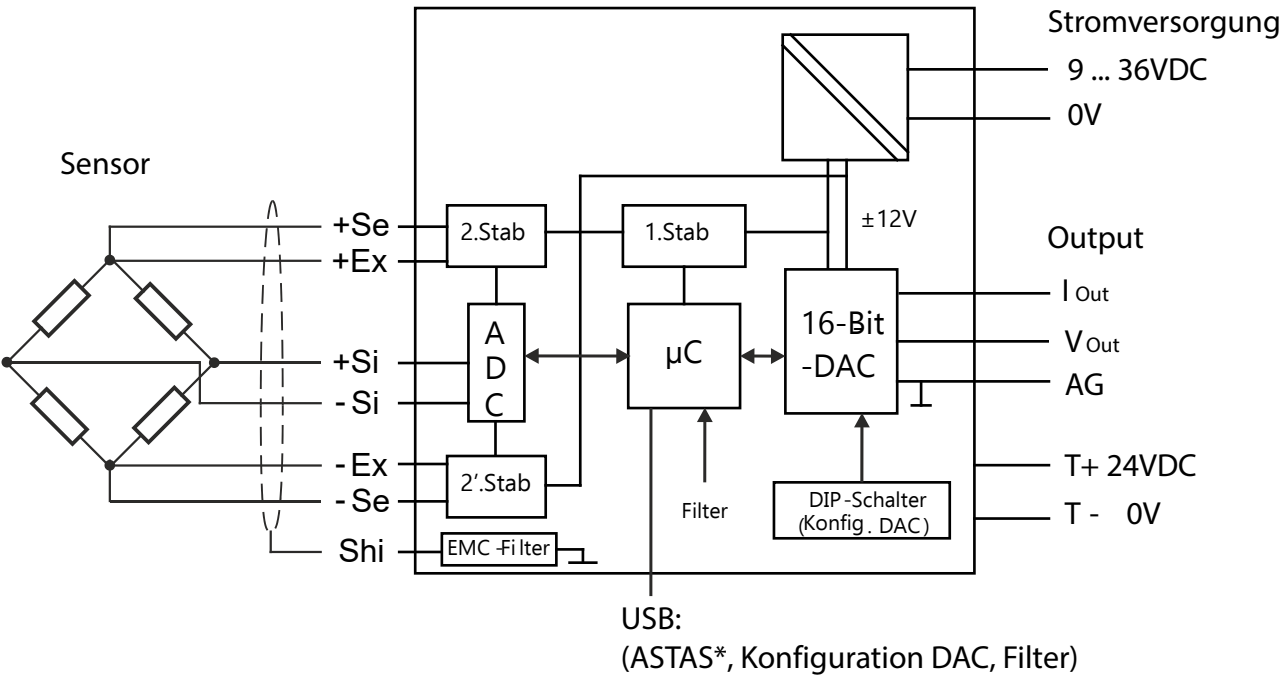 Stromversorgung
9 ... 36VDC
0V
Sensor
±12V
+Se
2.Stab
1.Stab
+Ex
Output
I Out
A
D
C
µC
16-Bit
-DAC
V Out
+Si
AG
- Si
- Ex
2'.Stab
T+ 24VDC
- Se
Filter
DIP-Schalter
(Konfig. DAC)
T - 0V
Shi
EMC-Filter
USB:
(ASTAS*, Konfiguration DAC, Filter)